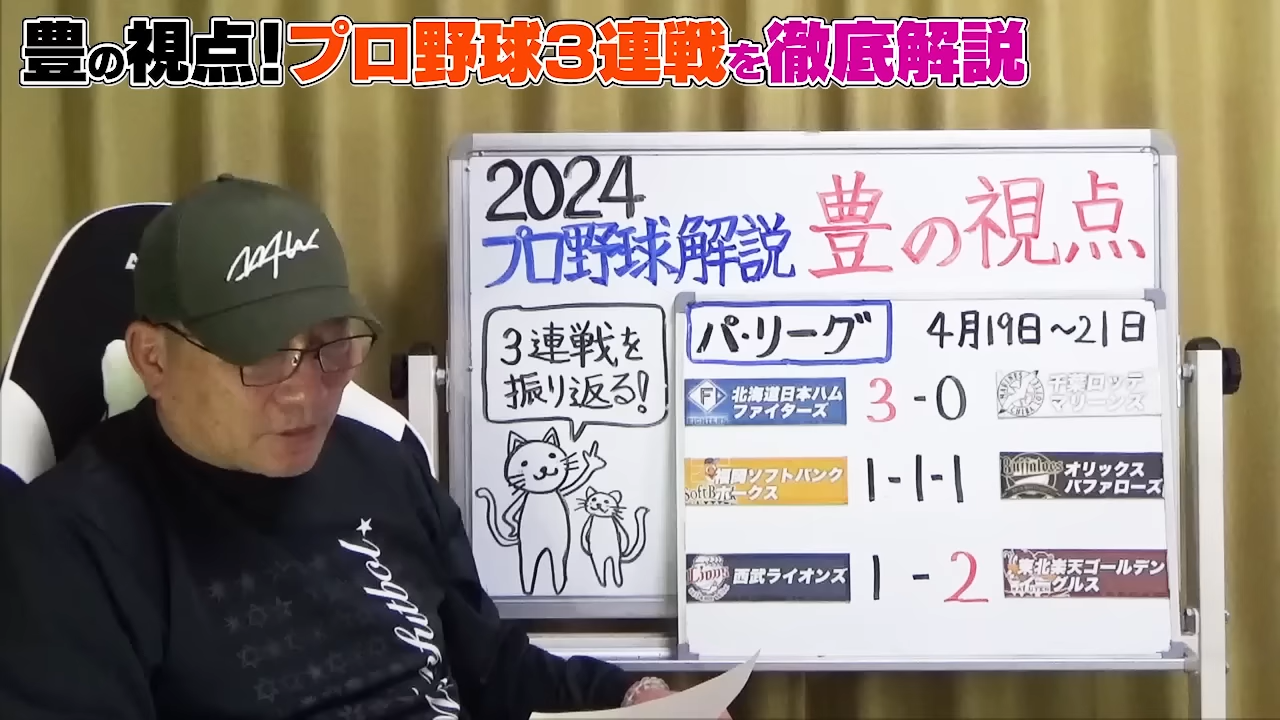 豊の視点!プロ野球3連戦を徹底解説
2024
プロ野球解説
豊の視点
3連戦を
振り返る!
パ・リーグ
4月19日～21日
北海道日本ハム
ファイターズ
3-0
千葉ロッテ
マリーンズ
福岡ソフトバンク
ホークス
1-1-1
Buffaloes
オリックス
バファローズ
Lions
西武ライオンズ
1-2
東北楽天ゴールデン
イーグルス